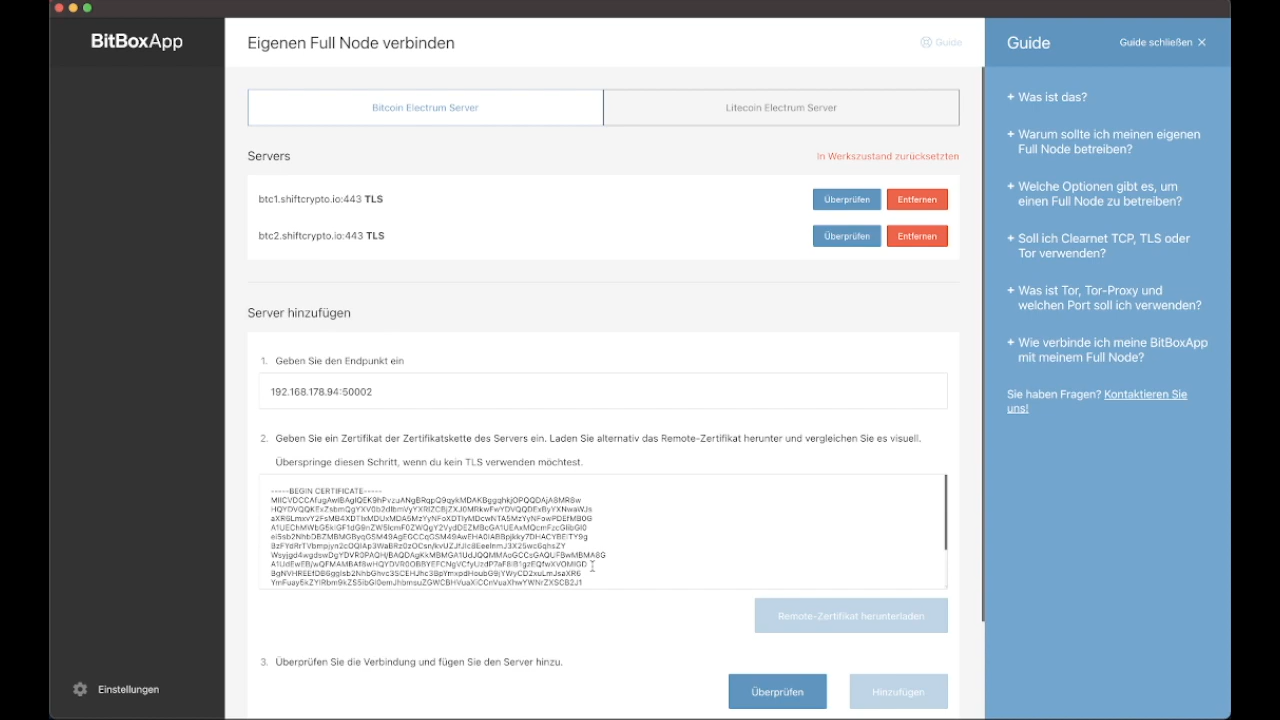 BitBoxApp
Eigenen Full Node verbinden
Guide
Bitcoin Electrum Server
Litecoin Electrum Server
Servers
In Werkszustand zurücksetzten
btc1.shiftcrypto.io:443 TLS
Überprüfen
Entfernen
btc2.shiftcrypto.io:443 TLS
Überprüfen
Entfernen
Server hinzufügen
1. Geben Sie den Endpunkt ein
192.168.178.94:50002
2. Geben Sie ein Zertifikat der Zertifikatskette des Servers ein. Laden Sie alternativ das Remote-Zertifikat herunter und vergleichen Sie es visuell.
Überspringe diesen Schritt, wenn du kein TLS verwenden möchtest.
-----BEGIN CERTIFICATE-----
Remote-Zertifikat herunterladen
3. Überprüfen Sie die Verbindung und fügen Sie den Server hinzu.
Überprüfen
Hinzufügen
Einstellungen
Guide
Guide schließen ✕
+ Was ist das?
+ Warum sollte ich meinen eigenen
Full Node betreiben?
+ Welche Optionen gibt es, um
einen Full Node zu betreiben?
+ Soll ich Clearnet TCP, TLS oder
Tor verwenden?
+ Was ist Tor, Tor-Proxy und
welchen Port soll ich verwenden?
+ Wie verbinde ich meine BitBoxApp
mit meinem Full Node?
Sie haben Fragen? Kontaktieren Sie
uns!